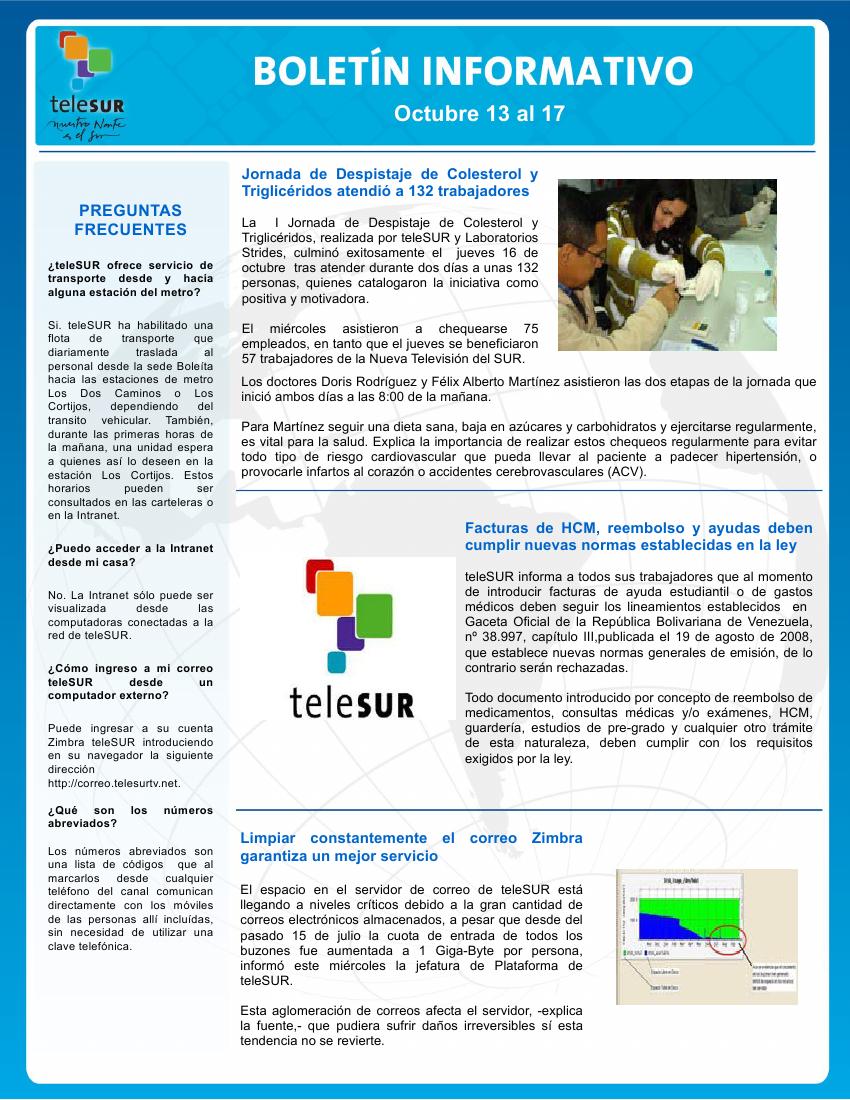 teleSUR
nuestro Norte
es el Sur
BOLETÍN INFORMATIVO
Octubre 13 al 17
PREGUNTAS
FRECUENTES
¿teleSUR ofrece servicio de
transporte desde y hacia
alguna estación del metro?
Si. teleSUR ha habilitado una
flota de transporte que
diariamente traslada al
personal desde la sede Boleíta
hacia las estaciones de metro
Los Dos Caminos o Los
Cortijos, dependiendo del
transito vehicular. También,
durante las primeras horas de
la mañana, una unidad espera
a quienes así lo deseen en la
estación Los Cortijos. Estos
horarios pueden ser
consultados en las carteleras o
en la Intranet.
¿Puedo acceder a la Intranet
desde mi casa?
No. La Intranet sólo puede ser
visualizada desde las
computadoras conectadas a la
red de teleSUR.
¿Cómo ingreso a mi correo
teleSUR desde un
computador externo?
Puede ingresar a su cuenta
Zimbra teleSUR introduciendo
en su navegador la siguiente
dirección
http://correo.telesurtv.net.
¿Qué son los números
abreviados?
Los números abreviados son
una lista de códigos que al
marcarlos desde cualquier
teléfono del canal comunican
directamente con los móviles
de las personas allí incluídas,
sin necesidad de utilizar una
clave telefónica.
Jornada de Despistaje de Colesterol y
Triglicéridos atendió a 132 trabajadores
La I Jornada de Despistaje de Colesterol y
Triglicéridos, realizada por teleSUR y Laboratorios
Strides, culminó exitosamente el jueves 16 de
octubre tras atender durante dos días a unas 132
personas, quienes catalogaron la iniciativa como
positiva y motivadora.
El miércoles asistieron a chequearse 75
empleados, en tanto que el jueves se beneficiaron
57 trabajadores de la Nueva Televisión del SUR.
Los doctores Doris Rodríguez y Félix Alberto Martínez asistieron las dos etapas de la jornada que
inició ambos días a las 8:00 de la mañana.
Para Martínez seguir una dieta sana, baja en azúcares y carbohidratos y ejercitarse regularmente,
es vital para la salud. Explica la importancia de realizar estos chequeos regularmente para evitar
todo tipo de riesgo cardiovascular que pueda llevar al paciente a padecer hipertensión, o
provocarle infartos al corazón o accidentes cerebrovasculares (ACV).
teleSUR
Facturas de HCM, reembolso y ayudas deben
cumplir nuevas normas establecidas en la ley
teleSUR informa a todos sus trabajadores que al momento
de introducir facturas de ayuda estudiantil o de gastos
médicos deben seguir los lineamientos establecidos en
Gaceta Oficial de la República Bolivariana de Venezuela,
nº 38.997, capítulo III,publicada el 19 de agosto de 2008,
que establece nuevas normas generales de emisión, de lo
contrario serán rechazadas.
Todo documento introducido por concepto de reembolso de
medicamentos, consultas médicas y/o exámenes, HCM,
guardería, estudios de pre-grado y cualquier otro trámite
de esta naturaleza, deben cumplir con los requisitos
exigidos por la ley.
Limpiar constantemente el correo Zimbra
garantiza un mejor servicio
El espacio en el servidor de correo de teleSUR está
llegando a niveles críticos debido a la gran cantidad de
correos electrónicos almacenados, a pesar que desde del
pasado 15 de julio la cuota de entrada de todos los
buzones fue aumentada a 1 Giga-Byte por persona,
informó este miércoles la jefatura de Plataforma de
teleSUR.
Esta aglomeración de correos afecta el servidor, -explica
la fuente,- que pudiera sufrir daños irreversibles sí esta
tendencia no se revierte.